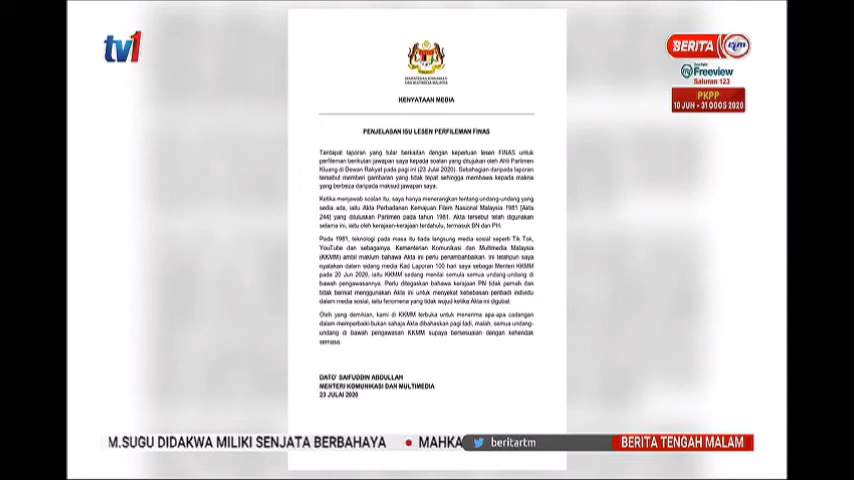 tv1
BERITA rtm
myFreeview
Saluran 123
PKPP
10 JUN - 31 OGOS 2020
KEMENTERIAN KOMUNIKASI
DAN MULTIMEDIA MALAYSIA
KENYATAAN MEDIA
PENJELASAN ISU LESEN PERFILEMAN FINAS
Terdapat laporan yang tular berkaitan dengan keperluan lesen FINAS untuk
perfileman berikutan jawapan saya kepada soalan yang ditujukan oleh Ahli Parlimen
Kluang di Dewan Rakyat pada pagi ini (23 Julai 2020). Sebahagian daripada laporan
tersebut memberi gambaran yang tidak tepat sehingga membawa kepada makna
yang berbeza daripada maksud jawapan saya.
Ketika menjawab soalan itu, saya hanya menerangkan tentang undang-undang yang
sedia ada, iaitu Akta Perbadanan Kemajuan Filem Nasional Malaysia 1981 [Akta
244] yang diluluskan Parlimen pada tahun 1981. Akta tersebut telah digunakan
selama ini, iaitu oleh kerajaan-kerajaan terdahulu, termasuk BN dan PH.
Pada 1981, teknologi pada masa itu tiada langsung media sosial seperti Tik Tok,
YouTube dan sebagainya. Kementerian Komunikasi dan Multimedia Malaysia
(KKMM) ambil maklum bahawa Akta ini perlu penambahbaikan. Ini telahpun saya
nyatakan dalam sidang media Kad Laporan 100 hari saya sebagai Menteri KKMM
pada 20 Jun 2020, iaitu KKMM sedang menilai semula semua undang-undang di
bawah pengawasannya. Perlu ditegaskan bahawa kerajaan PN tidak pernah dan
tidak berniat menggunakan Akta ini untuk menyekat kebebasan peribadi individu
dalam media sosial, iaitu fenomena yang tidak wujud ketika Akta ini digubal.
Oleh yang demikian, kami di KKMM terbuka untuk menerima apa-apa cadangan
dalam memperbaiki bukan sahaja Akta dibahaskan pagi tadi, malah, semua undang-
undang di bawah pengawasan KKMM supaya bersesuaian dengan kehendak
semasa.
DATO' SAIFUDDIN ABDULLAH
MENTERI KOMUNIKASI DAN MULTIMEDIA
23 JULAI 2020
M.SUGU DIDAKWA MILIKI SENJATA BERBAHAYA • MAHKA
beritartm
BERITA TENGAH MALAM